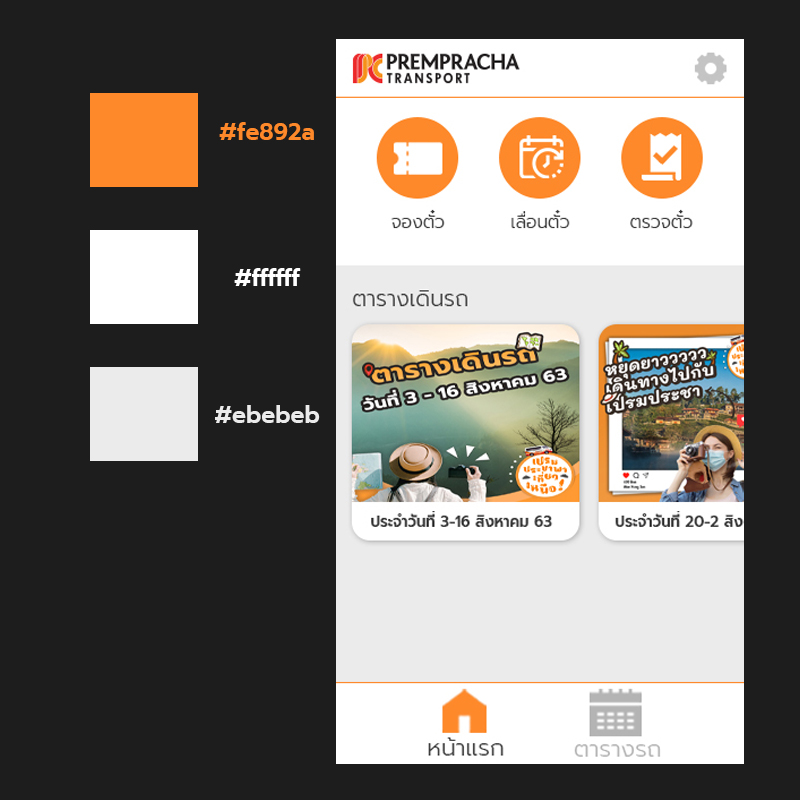 #fe892a
#ffffff
#ebebeb
PREMPRACHA
TRANSPORT
จองตั๋ว
เลื่อนตั๋ว
ตรวจตั๋ว
ตารางเดินรถ
ตารางเดินรถ
วันที่ 3 - 16 สิงหาคม 63
เปรม
ประชาพา
เที่ยว
เหนือ!
ประจำวันที่ 3-16 สิงหาคม 63
หยุดยาววววว
เดินทางไปกับ
เปรมประชา
ประจำวันที่ 20-2 สิง
หน้าแรก
ตารางรถ